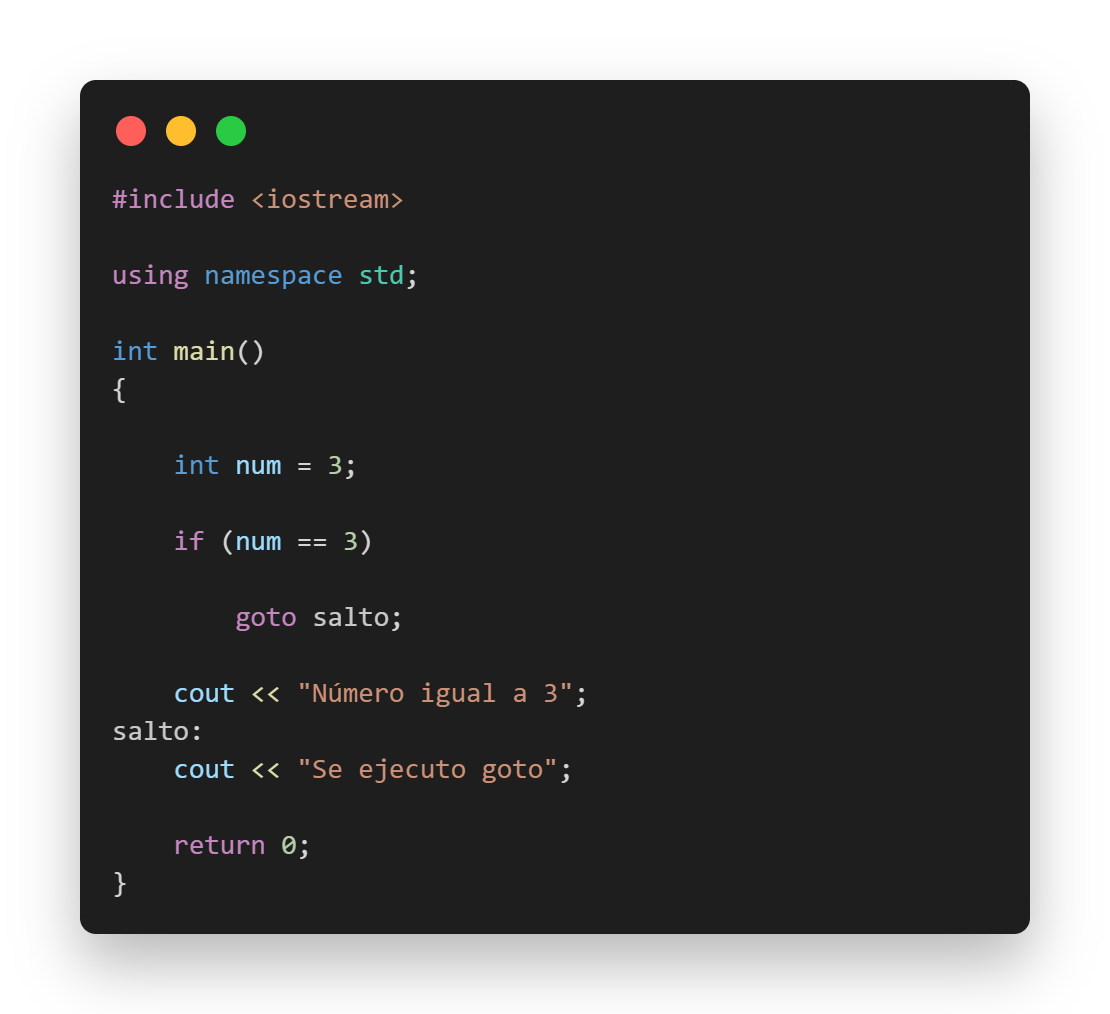 #include <iostream>
using namespace std;
int main()
{
    int num = 3;
    if (num == 3)
        goto salto;
    cout << "Número igual a 3";
salto:
    cout << "Se ejecuto goto";
    return 0;
}